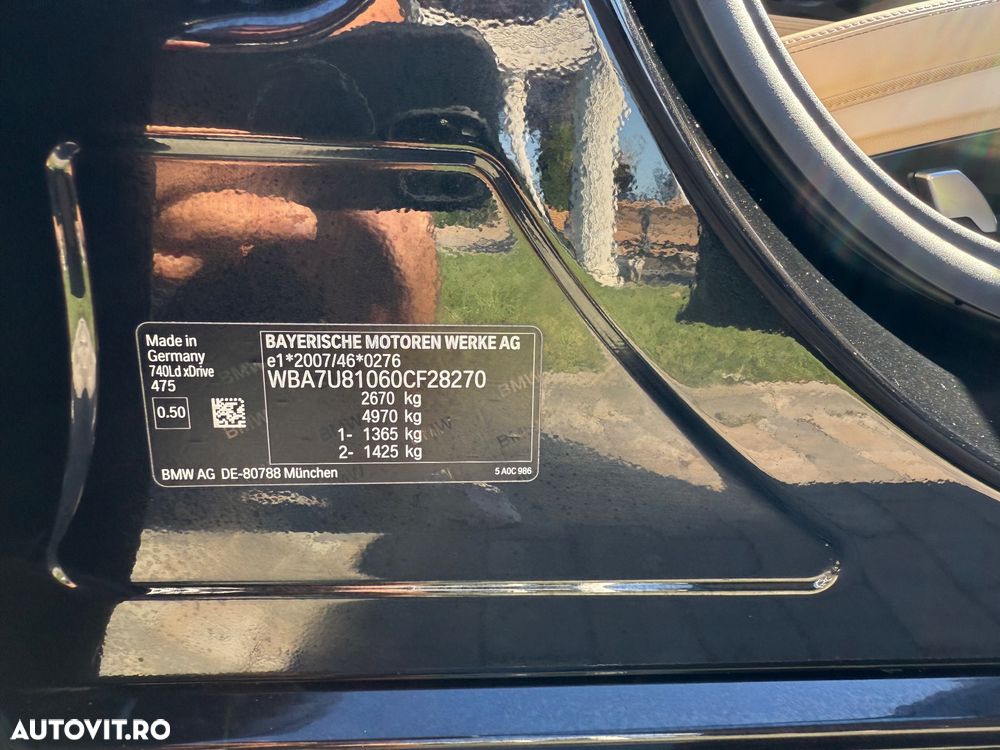 Made in
Germany
740Ld xDrive
475
0.50
BAYERISCHE MOTOREN WERKE AG
e1*2007/46*0276
WBA7U81060CF28270
2670 kg
4970 kg
1- 1365 kg
2- 1425 kg
BMW AG DE-80788 München
5 A0C 986
AUTOVIT.RO